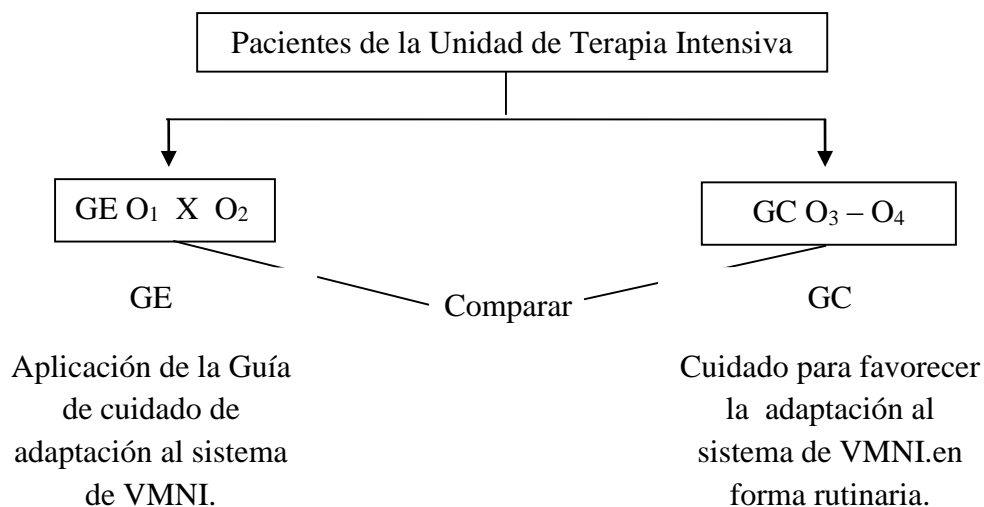 Pacientes de la Unidad de Terapia Intensiva
GE O₁ X O₂
GC O₃ – O₄
GE
Comparar
GC
Aplicación de la Guía
de cuidado de
adaptación al sistema
de VMNI.
Cuidado para favorecer
la adaptación al
sistema de VMNI.en
forma rutinaria.